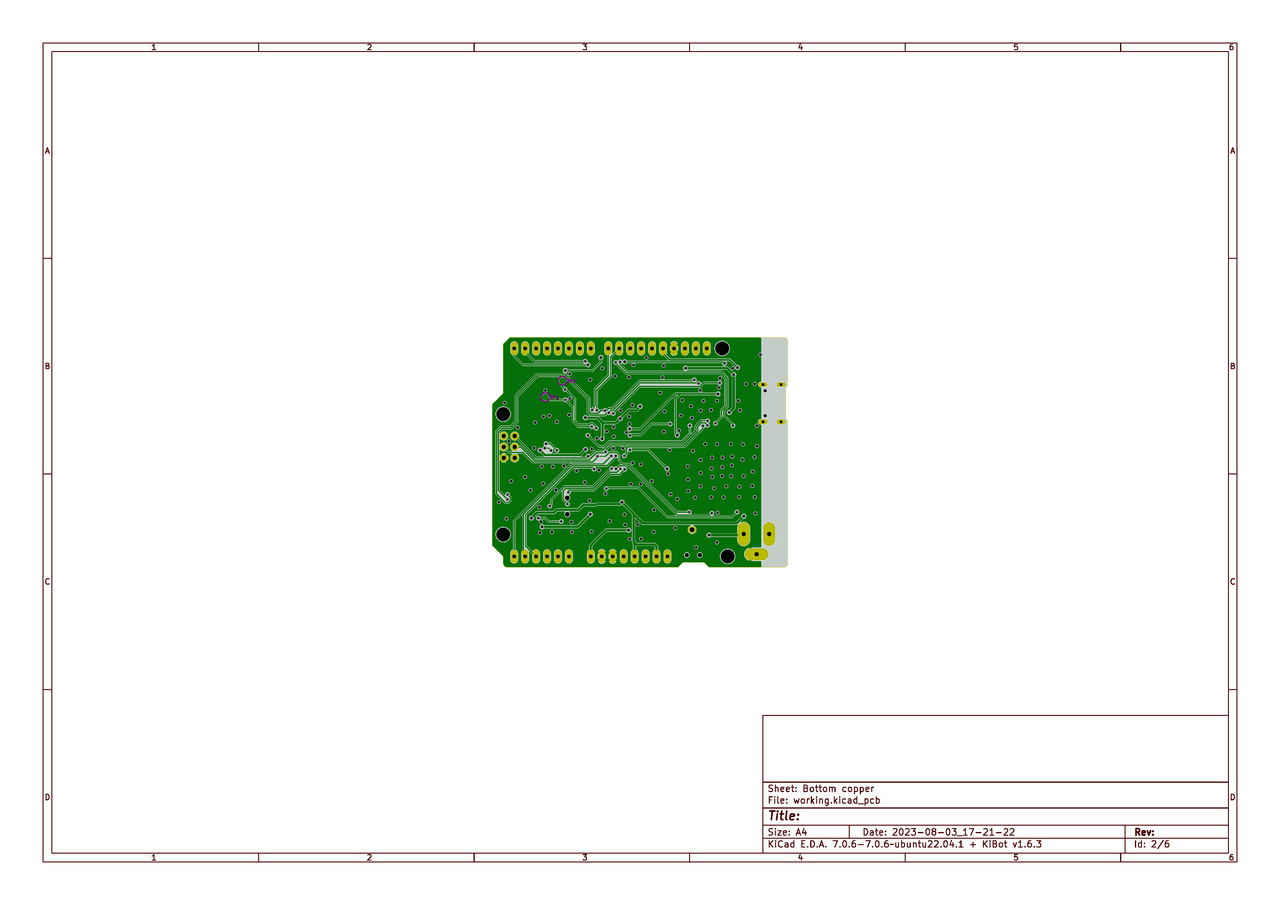 1 2 3 4 5 6
A A
B B
C C
Sheet: Bottom copper
File: working.kicad_pcb
D D
Title:
Size: A4 Date: 2023-08-03_17-21-22 Rev:
KiCad E.D.A. 7.0.6-7.0.6~ubuntu22.04.1 + KiBot v1.6.3 Id: 2/6
1 2 3 4 5 6